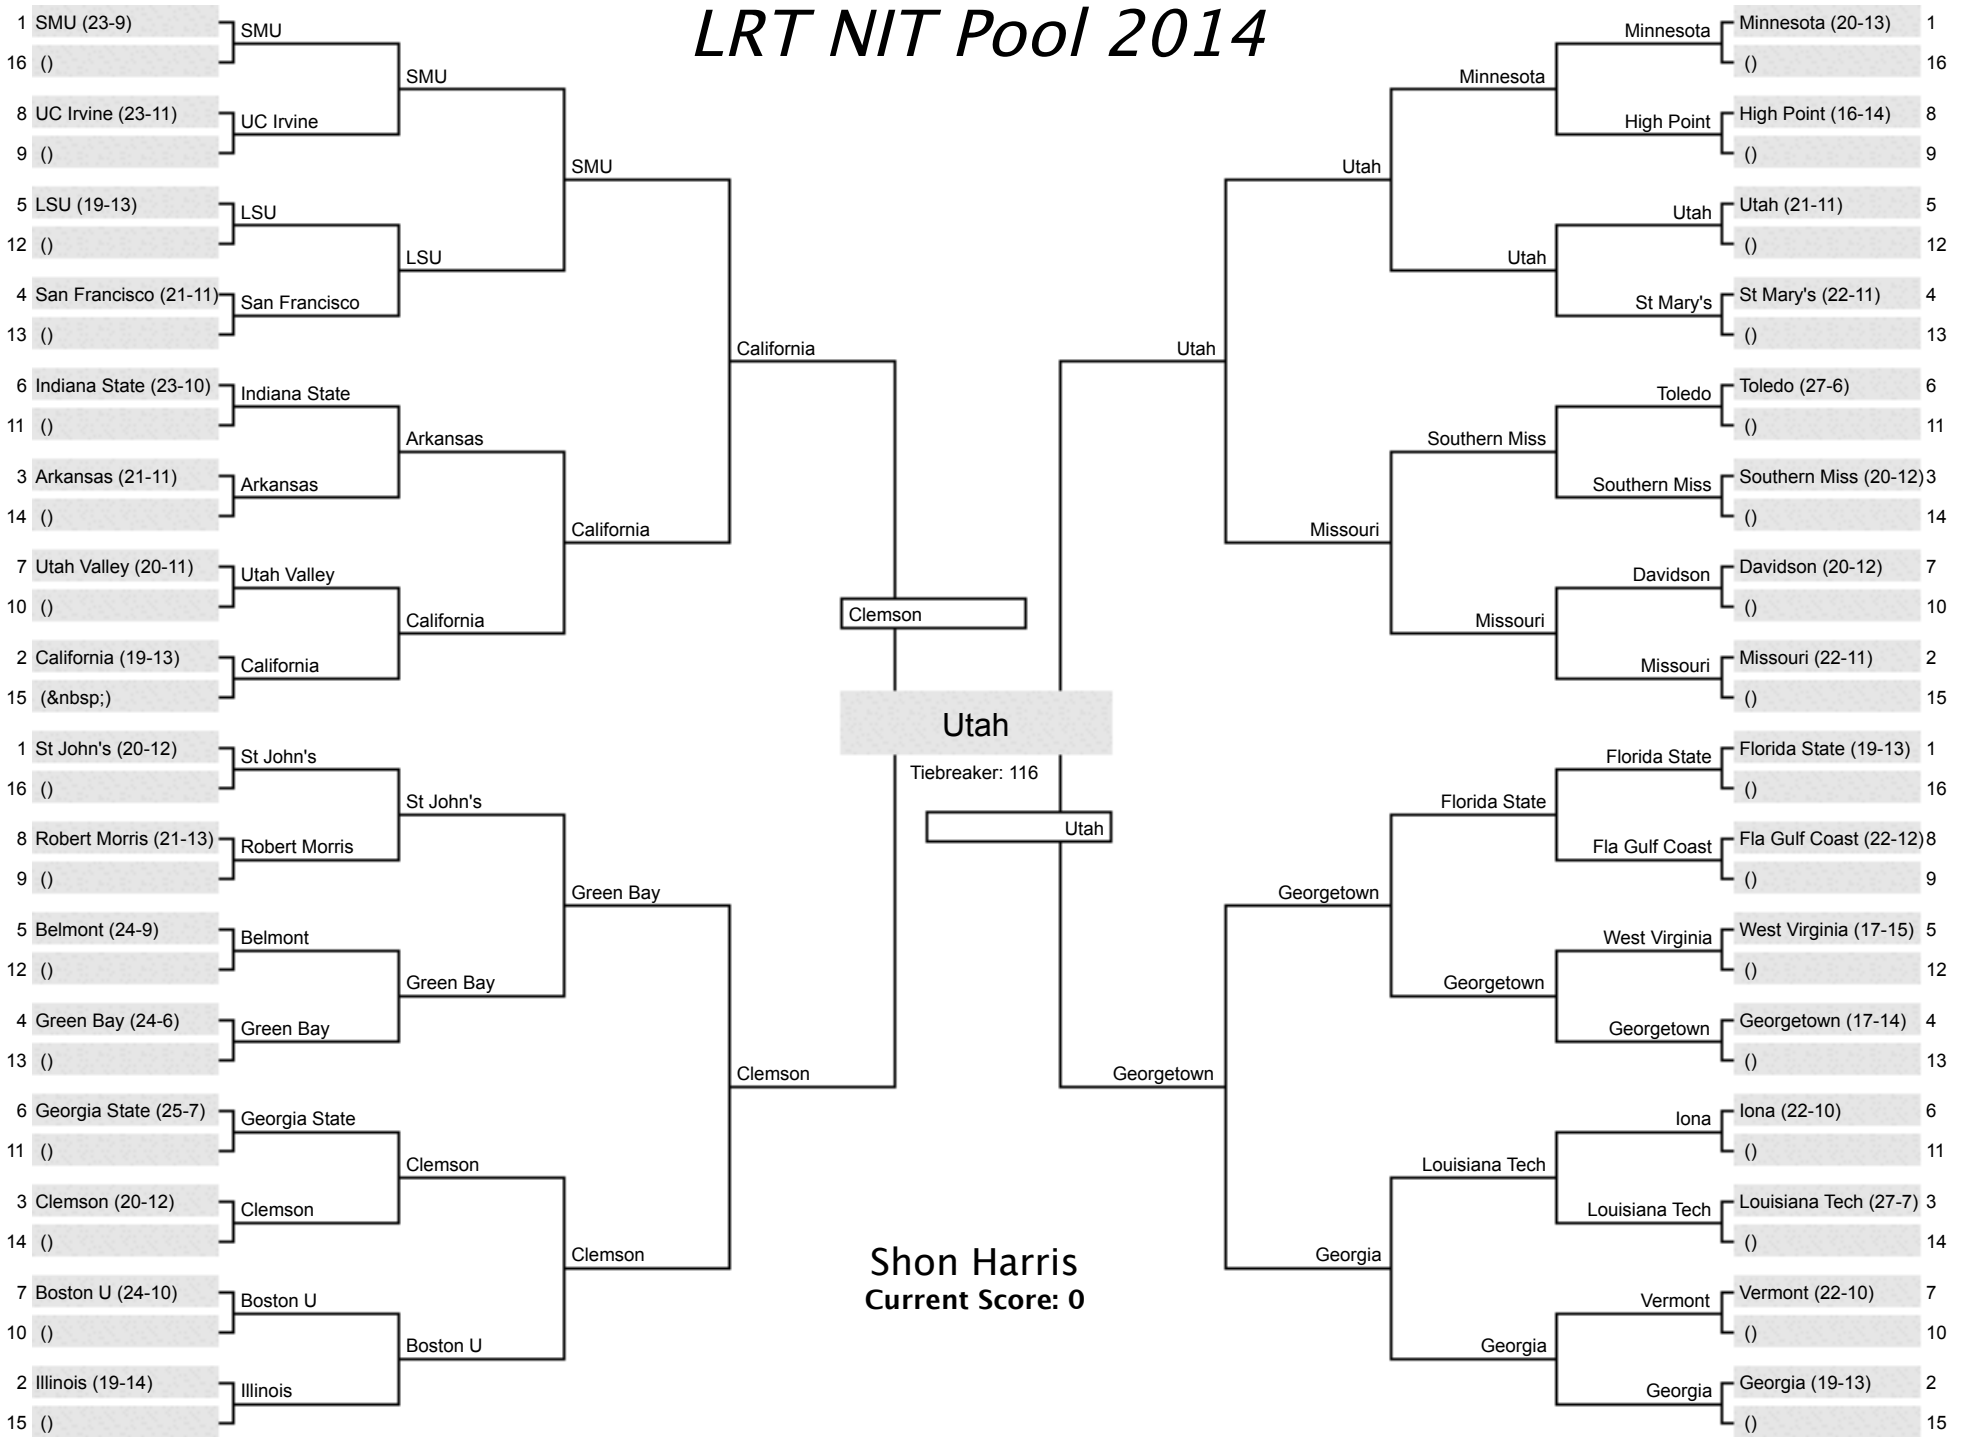 LRT NIT Pool 2014
1 SMU (23-9)
16 ()
8 UC Irvine (23-11)
9 ()
5 LSU (19-13)
12 ()
4 San Francisco (21-11)
13 ()
6 Indiana State (23-10)
11 ()
3 Arkansas (21-11)
14 ()
7 Utah Valley (20-11)
10 ()
2 California (19-13)
15 (&nbsp;)
1 St John's (20-12)
16 ()
8 Robert Morris (21-13)
9 ()
5 Belmont (24-9)
12 ()
4 Green Bay (24-6)
13 ()
6 Georgia State (25-7)
11 ()
3 Clemson (20-12)
14 ()
7 Boston U (24-10)
10 ()
2 Illinois (19-14)
15 ()
SMU
UC Irvine
LSU
San Francisco
Indiana State
Arkansas
Utah Valley
California
St John's
Robert Morris
Belmont
Green Bay
Georgia State
Clemson
Boston U
Illinois
SMU
LSU
Arkansas
California
St John's
Green Bay
Clemson
Boston U
SMU
California
Green Bay
Clemson
California
Clemson
Clemson
Utah
Tiebreaker: 116
Utah
Shon Harris
Current Score: 0
Utah
Georgetown
Utah
Missouri
Georgetown
Georgia
Minnesota
Utah
Southern Miss
Missouri
Florida State
Georgetown
Louisiana Tech
Georgia
Minnesota
High Point
Utah
St Mary's
Toledo
Southern Miss
Davidson
Missouri
Florida State
Fla Gulf Coast
West Virginia
Georgetown
Iona
Louisiana Tech
Vermont
Georgia
Minnesota (20-13) 1
() 16
High Point (16-14) 8
() 9
Utah (21-11) 5
() 12
St Mary's (22-11) 4
() 13
Toledo (27-6) 6
() 11
Southern Miss (20-12) 3
() 14
Davidson (20-12) 7
() 10
Missouri (22-11) 2
() 15
Florida State (19-13) 1
() 16
Fla Gulf Coast (22-12) 8
() 9
West Virginia (17-15) 5
() 12
Georgetown (17-14) 4
() 13
Iona (22-10) 6
() 11
Louisiana Tech (27-7) 3
() 14
Vermont (22-10) 7
() 10
Georgia (19-13) 2
() 15